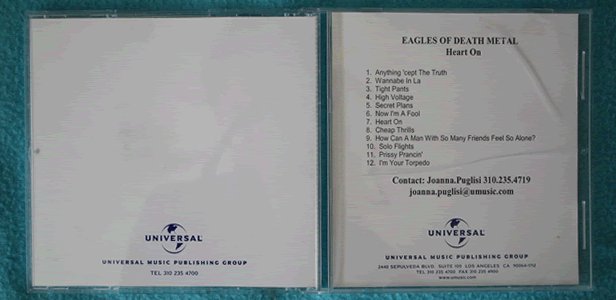 UNIVERSAL
UNIVERSAL MUSIC PUBLISHING GROUP
TEL 310 235 4700
EAGLES OF DEATH METAL
Heart On
1. Anything 'cept The Truth
2. Wannabe In La
3. Tight Pants
4. High Voltage
5. Secret Plans
6. Now I'm A Fool
7. Heart On
8. Cheap Thrills
9. How Can A Man With So Many Friends Feel So Alone?
10. Solo Flights
11. Prissy Prancin'
12. I'm Your Torpedo
Contact: Joanna.Puglisi 310.235.4719
joanna.puglisi@umusic.com
UNIVERSAL
UNIVERSAL MUSIC PUBLISHING GROUP
2440 SEPULVEDA BLVD. SUITE 100 LOS ANGELES CA 90064-1712
TEL 310 235 4700 FAX 310 235 4900
www.umusic.com